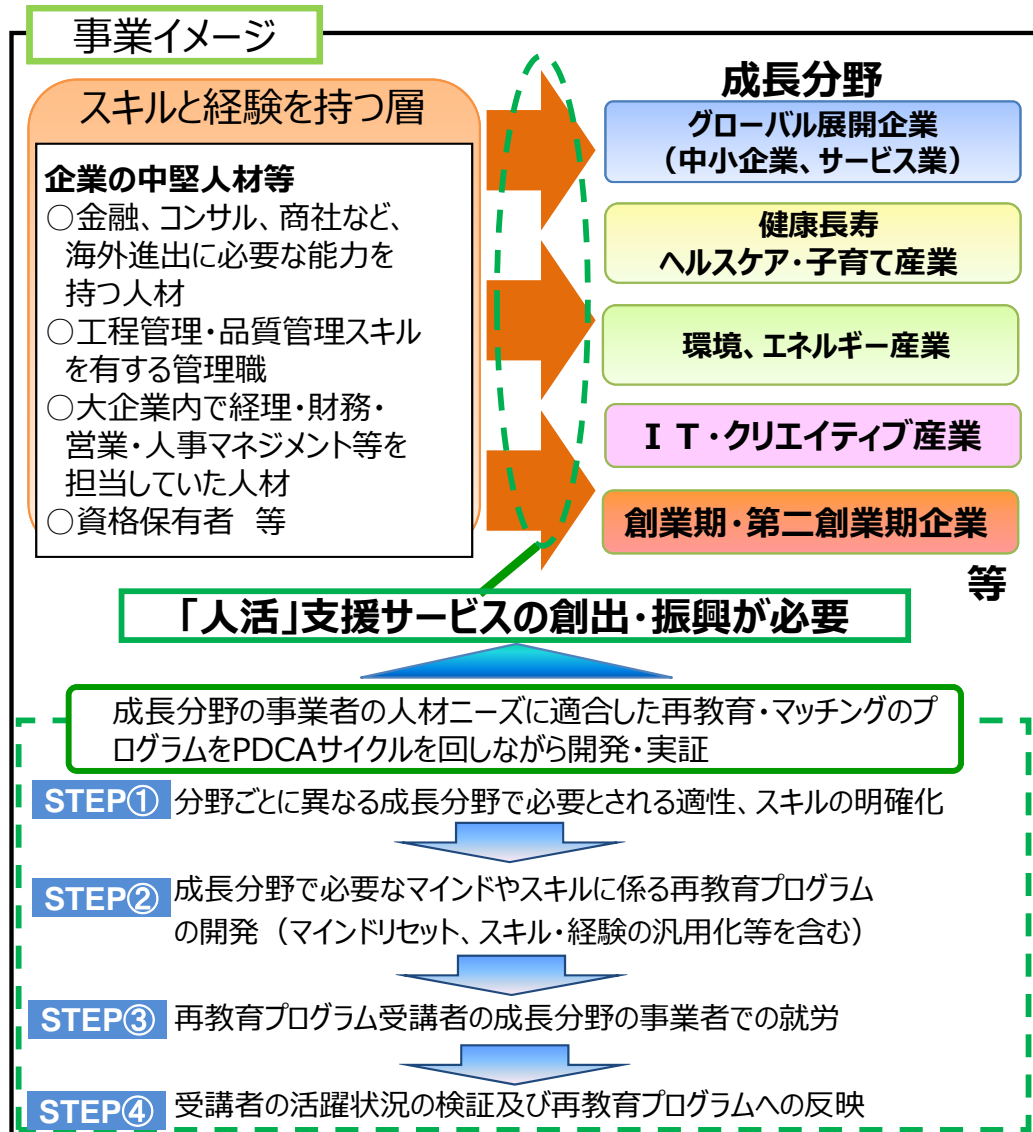 事業イメージ
スキルと経験を持つ層
企業の中堅人材等
○金融、コンサル、商社など、
海外進出に必要な能力を
持つ人材
○工程管理・品質管理スキル
を有する管理職
○大企業内で経理・財務・
営業・人事マネジメント等を
担当していた人材
○資格保有者　等
成長分野
グローバル展開企業
（中小企業、サービス業）
健康長寿
ヘルスケア・子育て産業
環境、エネルギー産業
ＩＴ・クリエイティブ産業
創業期・第二創業期企業
等
「人活」支援サービスの創出・振興が必要
成長分野の事業者の人材ニーズに適合した再教育・マッチングのプ
ログラムをPDCAサイクルを回しながら開発・実証
STEP① 分野ごとに異なる成長分野で必要とされる適性、スキルの明確化
STEP② 成長分野で必要なマインドやスキルに係る再教育プログラム
の開発（マインドリセット、スキル・経験の汎用化等を含む）
STEP③ 再教育プログラム受講者の成長分野の事業者での就労
STEP④ 受講者の活躍状況の検証及び再教育プログラムへの反映